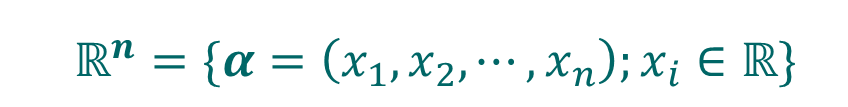 ℝⁿ = {𝜶 = (x₁, x₂, ⋯ , xₙ); xᵢ ∈ ℝ}